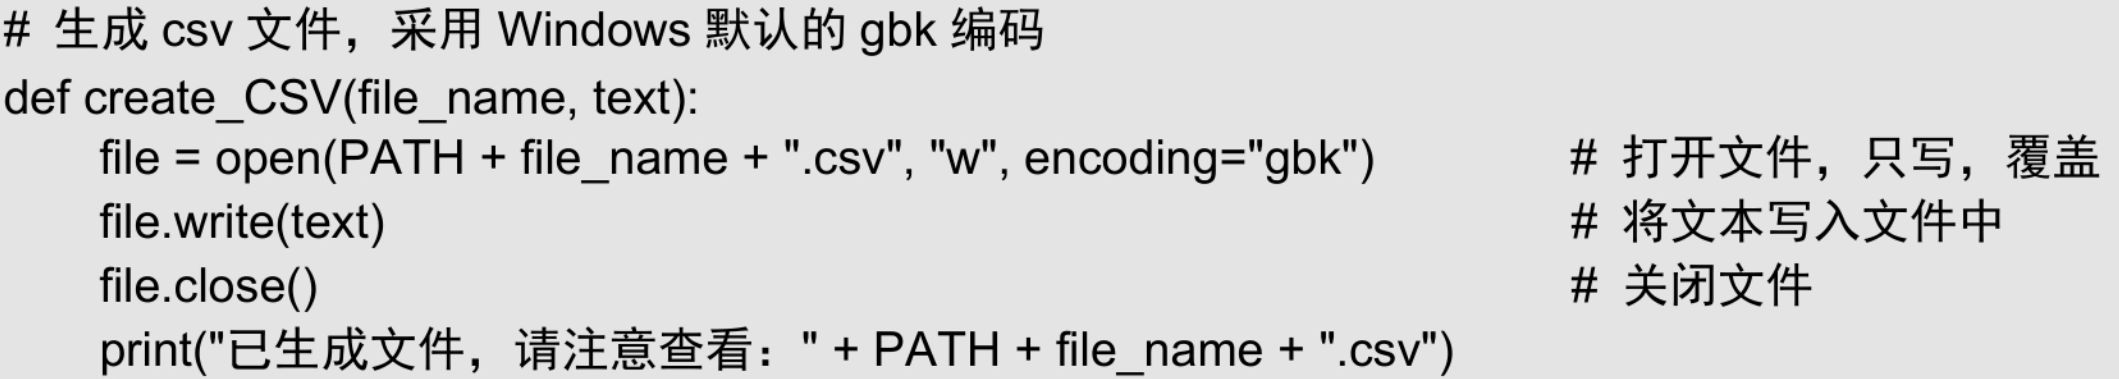 # 生成 csv 文件，采用 Windows 默认的 gbk 编码
def create_CSV(file_name, text):
    file = open(PATH + file_name + ".csv", "w", encoding="gbk")    # 打开文件，只写，覆盖
    file.write(text)    # 将文本写入文件中
    file.close()    # 关闭文件
    print("已生成文件，请注意查看：" + PATH + file_name + ".csv")